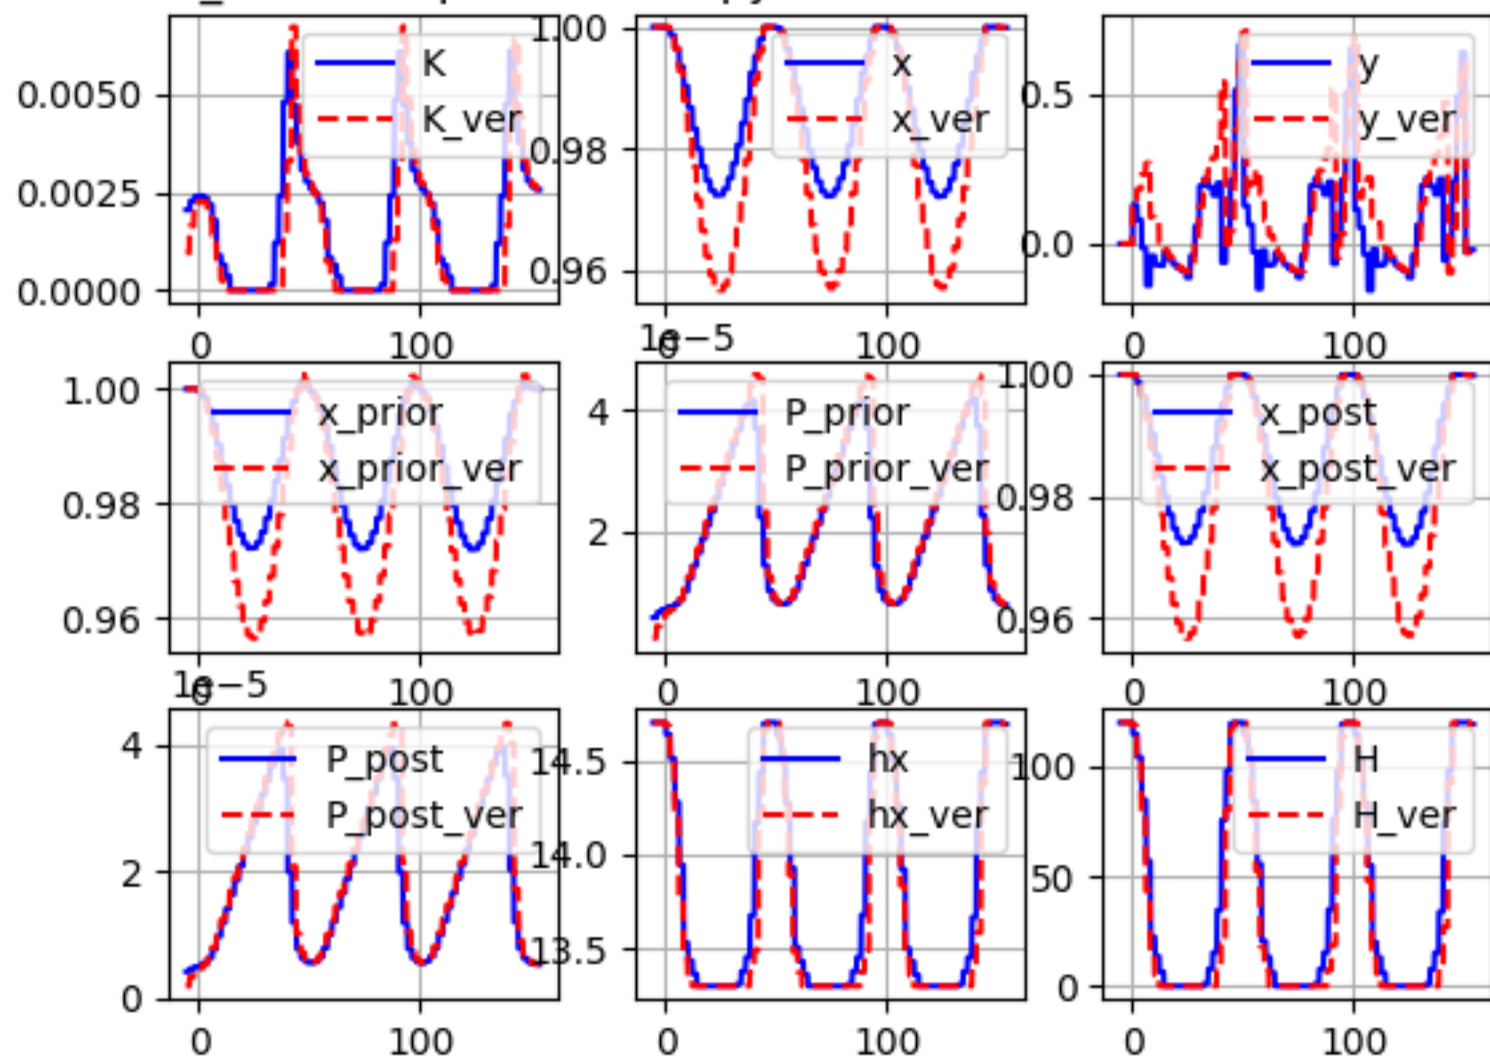 K
K_ver
0.0050
0.0025
0.0000
0
100
x
x_ver
1.00
0.98
0.96
0
100
y
y_ver
0.5
0.0
0
100
x_prior
x_prior_ver
1.00
0.98
0.96
0
100
1e−5
P_prior
P_prior_ver
4
2
0
100
x_post
x_post_ver
1.00
0.98
0.96
0
100
1e−5
P_post
P_post_ver
4
2
0
0
100
hx
hx_ver
14.5
14.0
13.5
0
100
H
H_ver
100
50
0
0
100